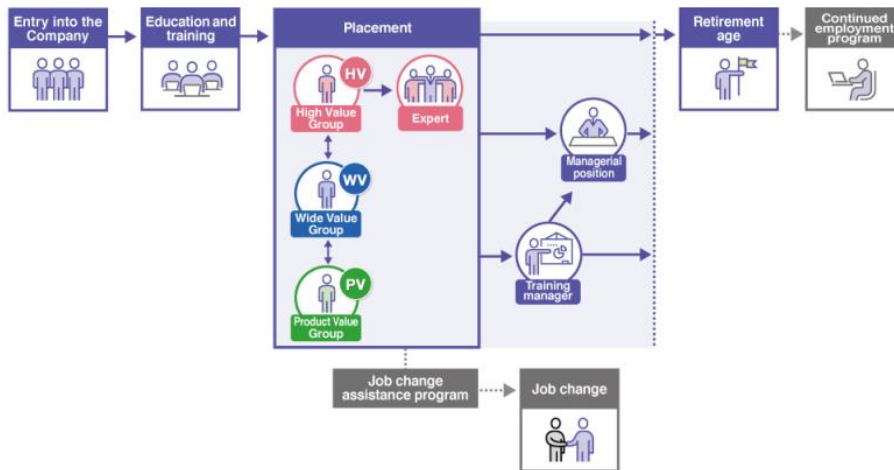 Entry into the
Company
Education and
training
Placement
Retirement
age
Continued
employment
program
HV
High Value
Group
Expert
WV
Wide Value
Group
PV
Product Value
Group
Managerial
position
Training
manager
Job change
assistance program
Job change